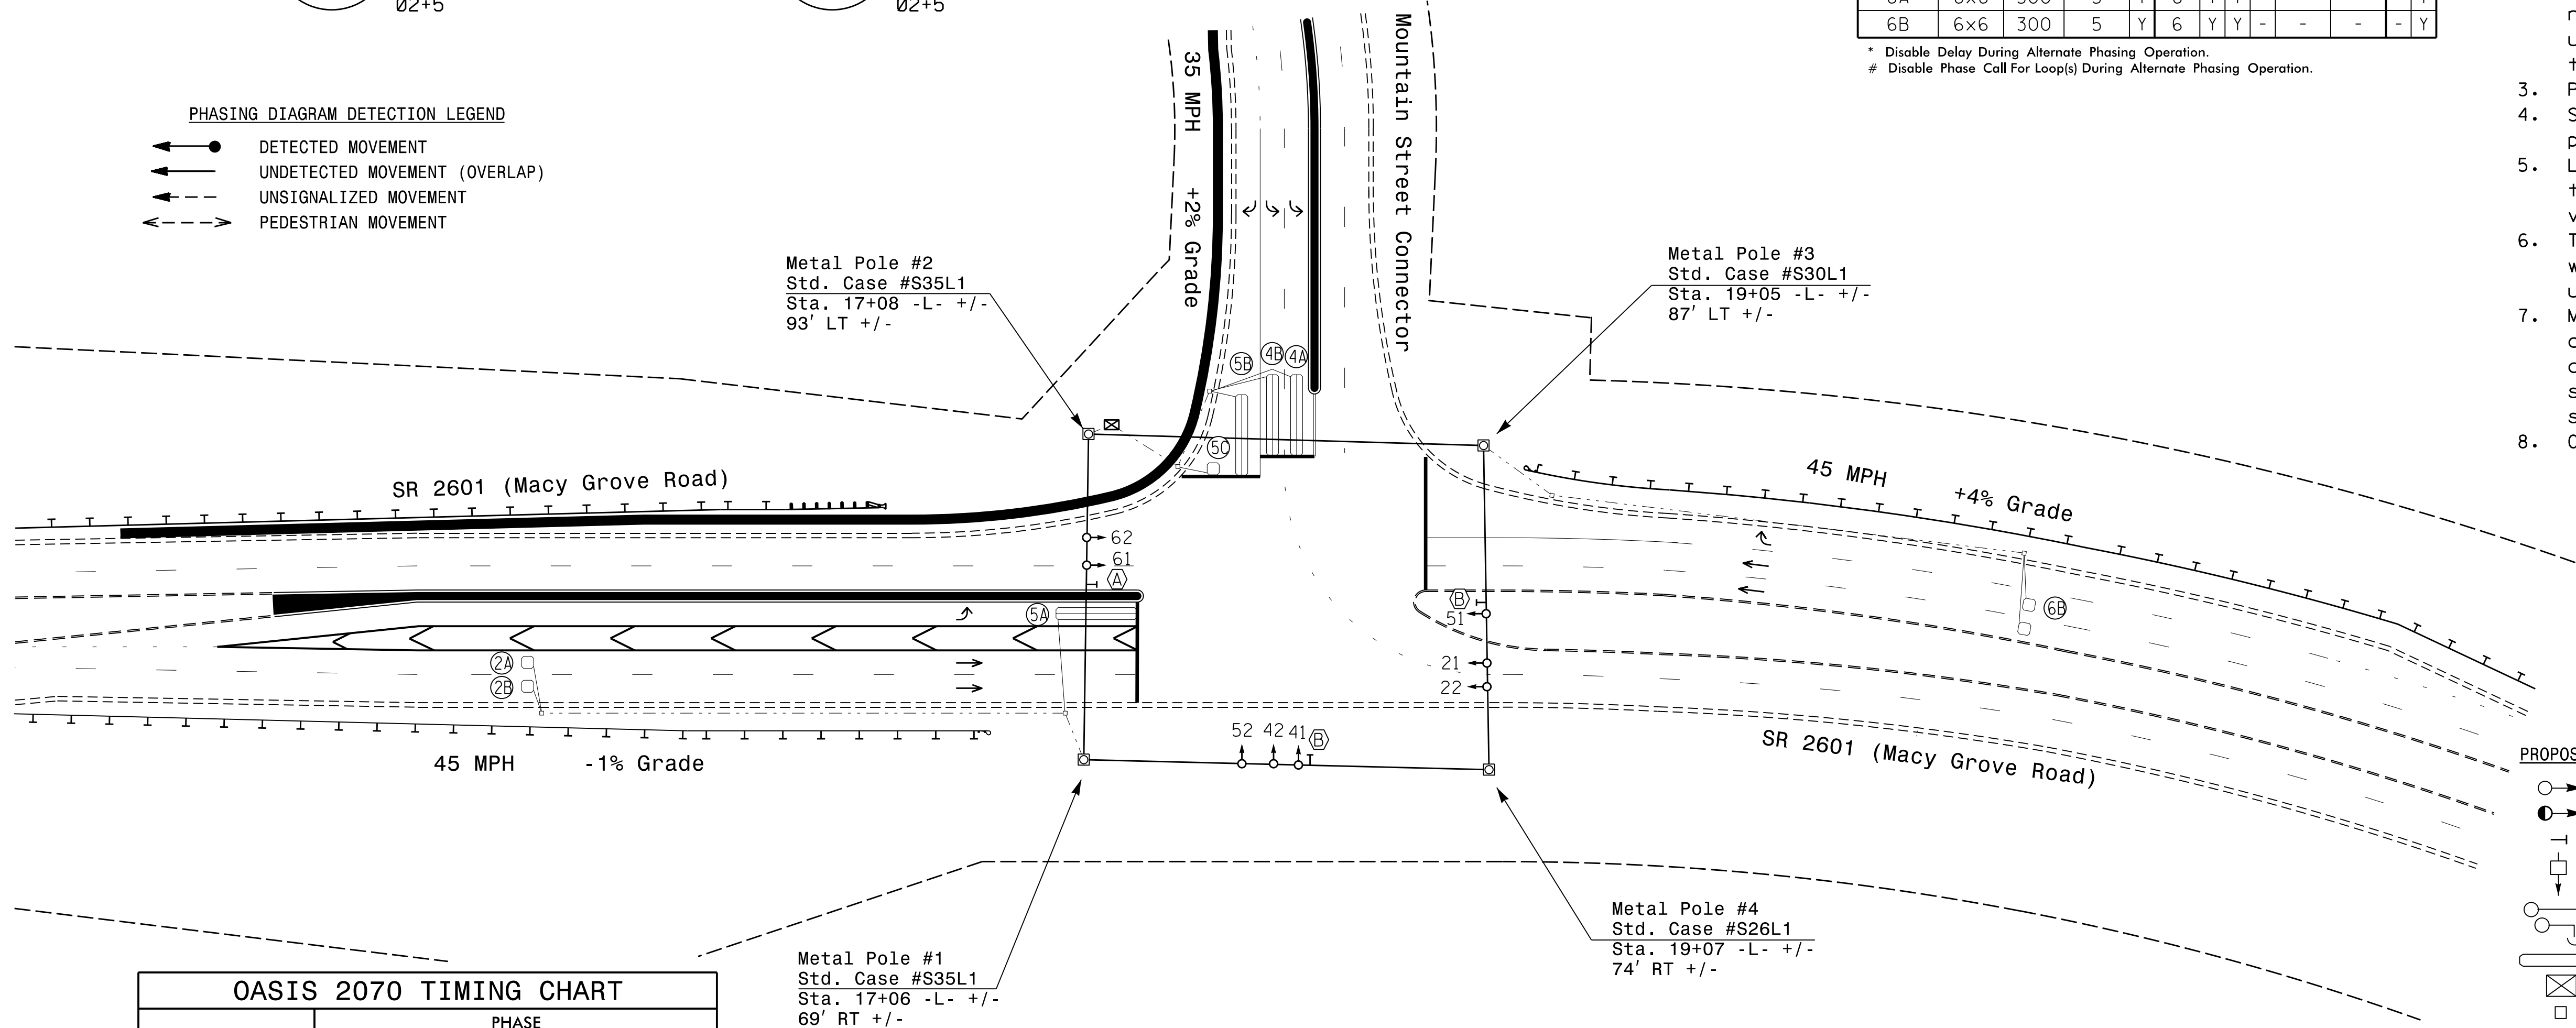 Ø2+5
Ø2+5
6B 6x6 300 5 Y 6 Y Y - - - - Y
* Disable Delay During Alternate Phasing Operation.
# Disable Phase Call For Loop(s) During Alternate Phasing Operation.
PHASING DIAGRAM DETECTION LEGEND
DETECTED MOVEMENT
UNDETECTED MOVEMENT (OVERLAP)
UNSIGNALIZED MOVEMENT
PEDESTRIAN MOVEMENT
35 MPH +2% Grade
Mountain Street Connector
Metal Pole #2
Std. Case #S35L1
Sta. 17+08 -L- +/-
93' LT +/-
Metal Pole #3
Std. Case #S30L1
Sta. 19+05 -L- +/-
87' LT +/-
5B 4B 4A
5C
SR 2601 (Macy Grove Road)
45 MPH +4% Grade
62
61
A
5A
B
51
6B
2A
2B
21
22
52 42 41 B
45 MPH -1% Grade
SR 2601 (Macy Grove Road)
Metal Pole #1
Std. Case #S35L1
Sta. 17+06 -L- +/-
69' RT +/-
Metal Pole #4
Std. Case #S26L1
Sta. 19+07 -L- +/-
74' RT +/-
OASIS 2070 TIMING CHART
PHASE
3.
4.
5.
6.
7.
8.
PROPOS